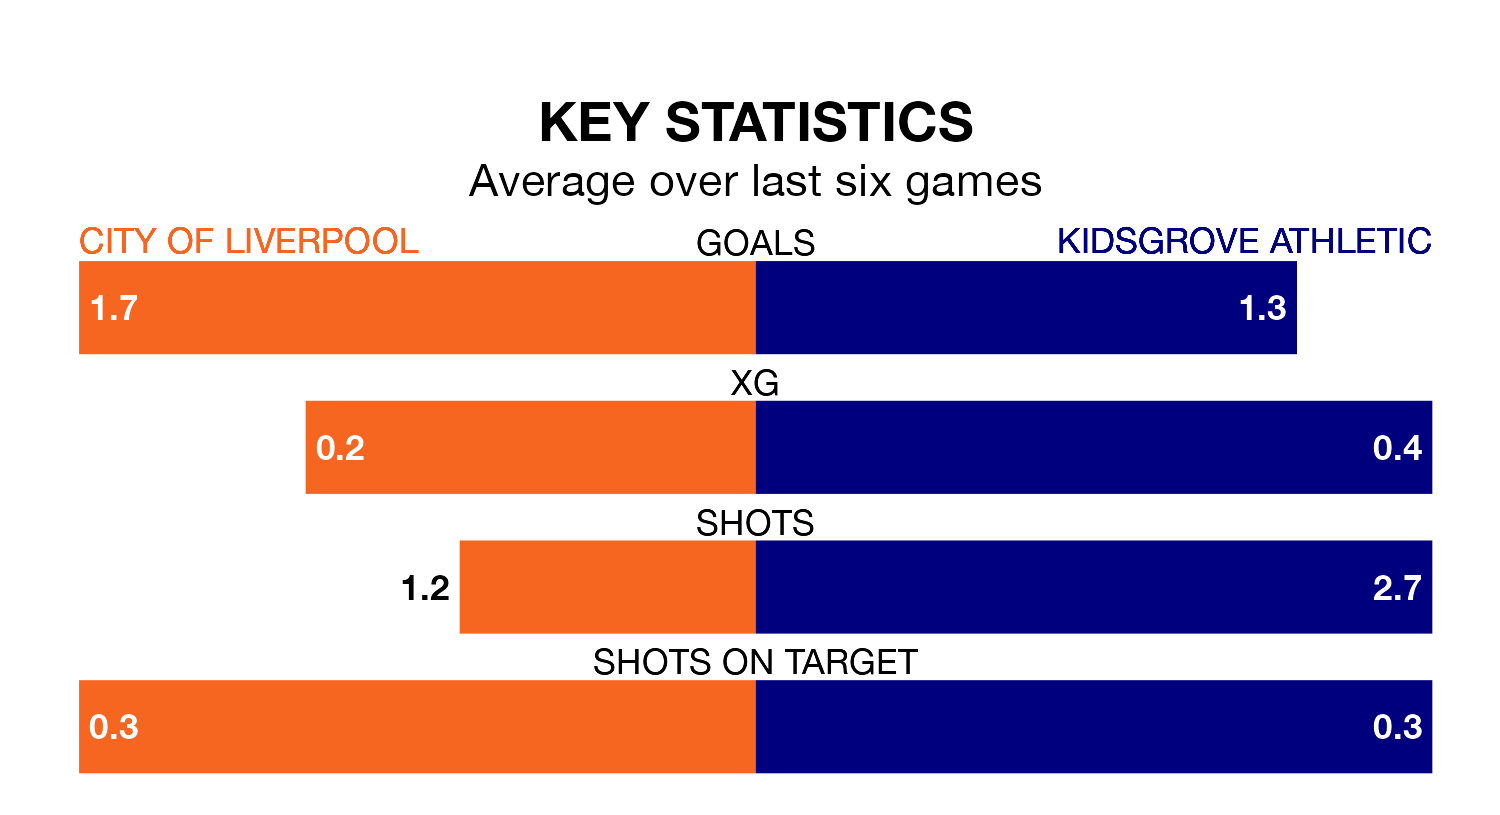 KEY STATISTICS
Average over last six games
CITY OF LIVERPOOL GOALS KIDSGROVE ATHLETIC
1.7 1.3
XG
0.2 0.4
SHOTS
1.2 2.7
SHOTS ON TARGET
0.3 0.3